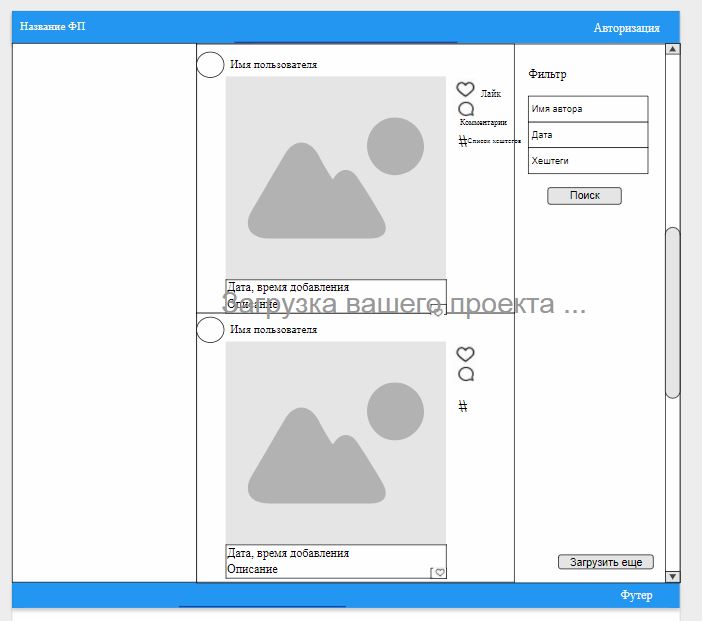 Название ФП
Авторизация
Имя пользователя
Лайк
Комментарии
#Список хештегов
Дата, время добавления
Описание
Загрузка вашего проекта ...
Фильтр
Имя автора
Дата
Хештеги
Поиск
Имя пользователя
#
Дата, время добавления
Описание
Загрузить еще
Футер